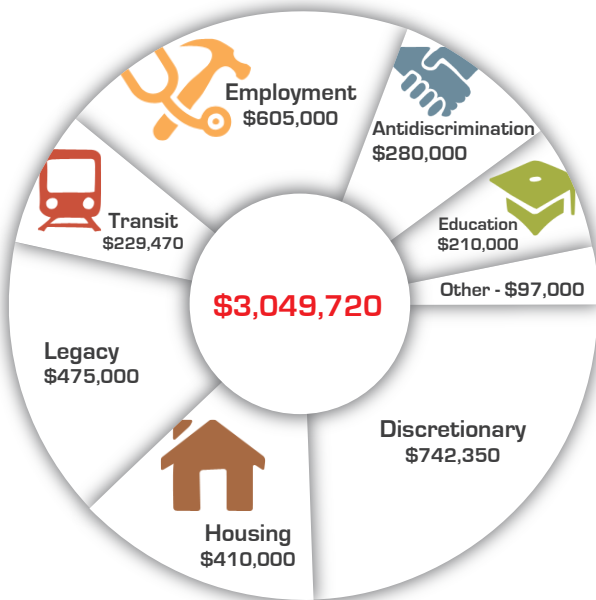 Employment
$605,000
Antidiscrimination
$280,000
Education
$210,000
Other - $97,000
Discretionary
$742,350
Housing
$410,000
Legacy
$475,000
Transit
$229,470
$3,049,720